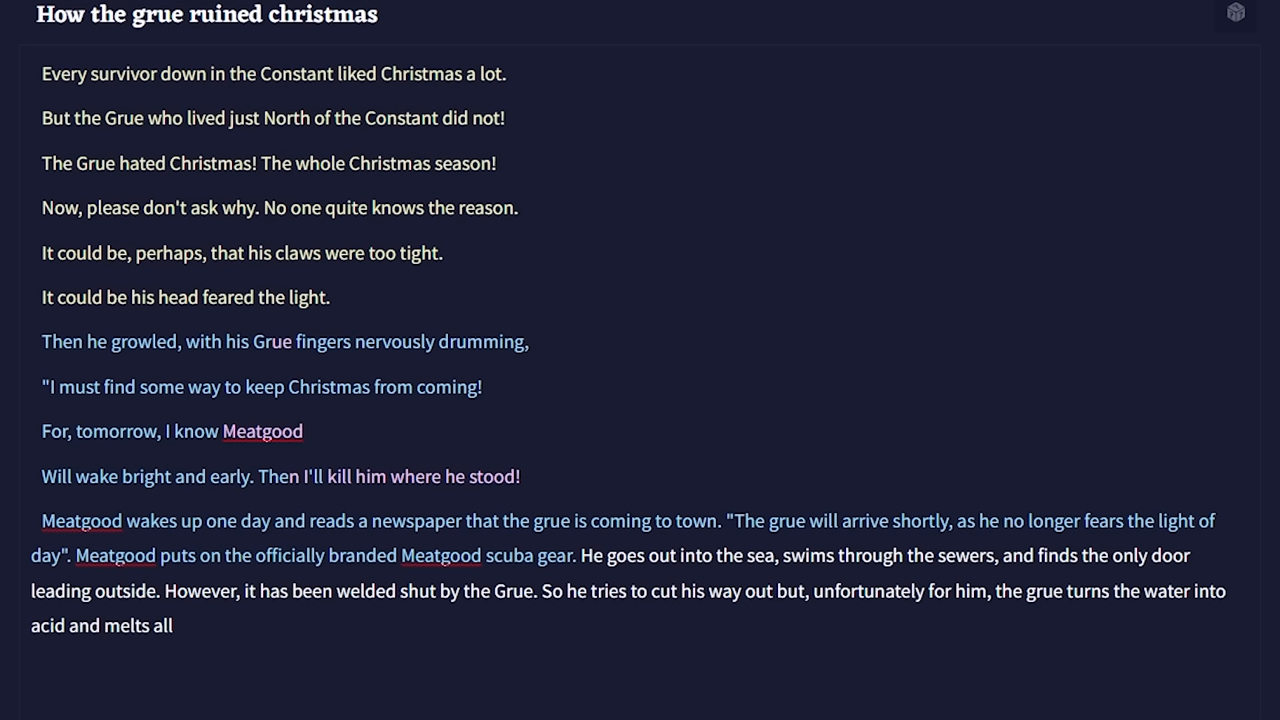 How the grue ruined christmas
Every survivor down in the Constant liked Christmas a lot.
But the Grue who lived just North of the Constant did not!
The Grue hated Christmas! The whole Christmas season!
Now, please don't ask why. No one quite knows the reason.
It could be, perhaps, that his claws were too tight.
It could be his head feared the light.
Then he growled, with his Grue fingers nervously drumming,
"I must find some way to keep Christmas from coming!
For, tomorrow, I know Meatgood
Will wake bright and early. Then I'll kill him where he stood!
Meatgood wakes up one day and reads a newspaper that the grue is coming to town. "The grue will arrive shortly, as he no longer fears the light of
day". Meatgood puts on the officially branded Meatgood scuba gear. He goes out into the sea, swims through the sewers, and finds the only door
leading outside. However, it has been welded shut by the Grue. So he tries to cut his way out but, unfortunately for him, the grue turns the water into
acid and melts all